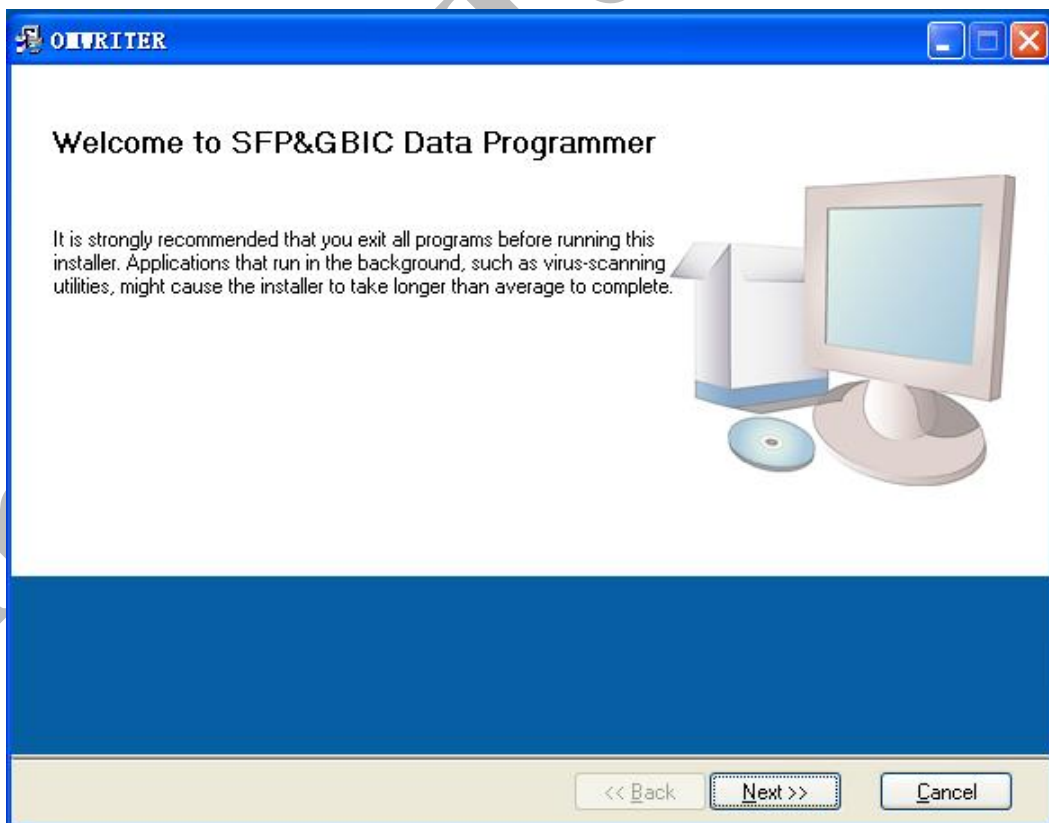 OMWRITER
Welcome to SFP&GBIC Data Programmer
It is strongly recommended that you exit all programs before running this
installer. Applications that run in the background, such as virus-scanning
utilities, might cause the installer to take longer than average to complete.
<< Back Next >> Cancel